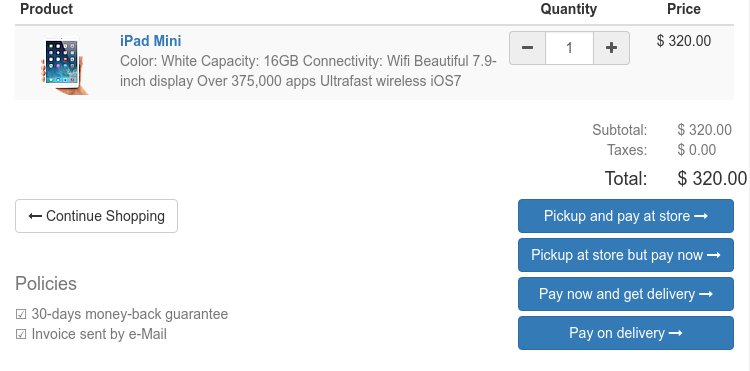 Product Quantity Price
iPad Mini
Color: White Capacity: 16GB Connectivity: Wifi Beautiful 7.9-
inch display Over 375,000 apps Ultrafast wireless iOS7
1
$ 320.00
Subtotal: $ 320.00
Taxes: $ 0.00
Total: $ 320.00
Continue Shopping
Pickup and pay at store
Pickup at store but pay now
Pay now and get delivery
Pay on delivery
Policies
30-days money-back guarantee
Invoice sent by e-Mail